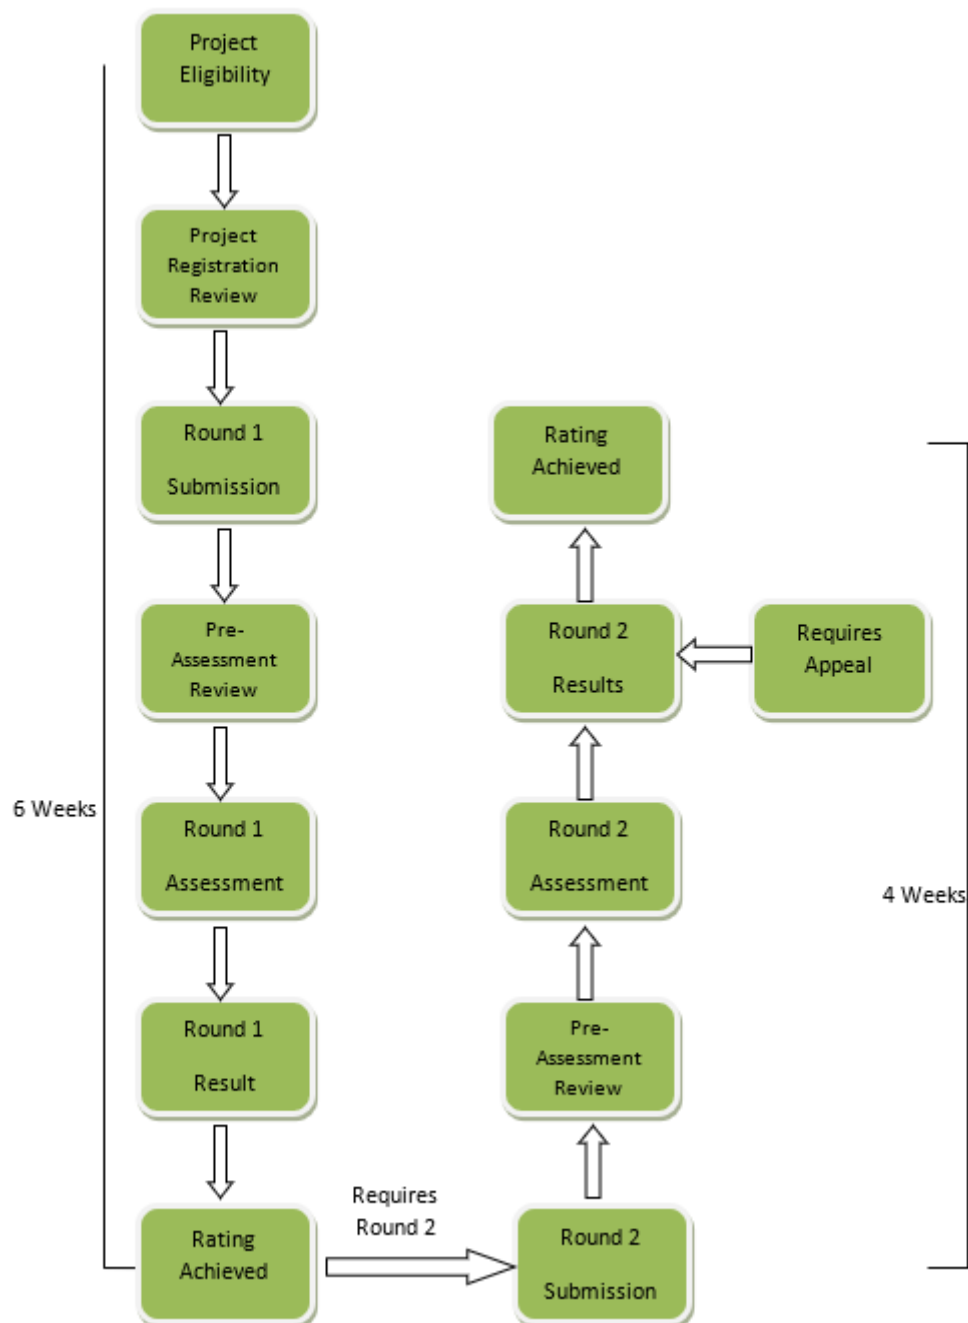 Project
Eligibility
Project
Registration
Review
Round 1
Submission
Pre-
Assessment
Review
6 Weeks
Round 1
Assessment
Round 1
Result
Rating
Achieved
Requires
Round 2
Round 2
Submission
Pre-
Assessment
Review
Round 2
Assessment
Round 2
Results
Requires
Appeal
Rating
Achieved
4 Weeks